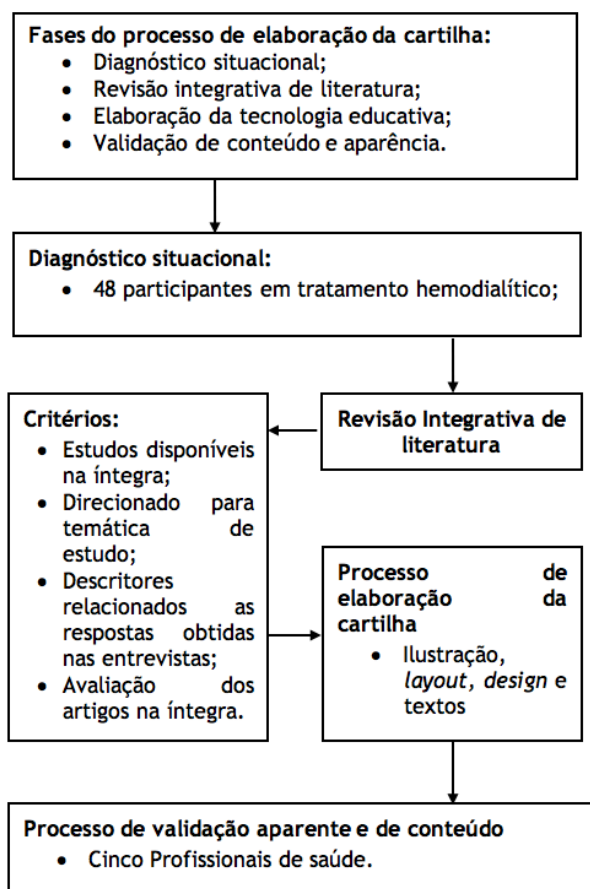 Fases do processo de elaboração da cartilha:
• Diagnóstico situacional;
• Revisão integrativa de literatura;
• Elaboração da tecnologia educativa;
• Validação de conteúdo e aparência.
Diagnóstico situacional:
• 48 participantes em tratamento hemodialítico;
Revisão Integrativa de
literatura
Critérios:
• Estudos disponíveis
na íntegra;
• Direcionado para
temática de
estudo;
• Descritores
relacionados as
respostas obtidas
nas entrevistas;
• Avaliação dos
artigos na íntegra.
Processo de
elaboração da
cartilha
• Ilustração,
layout, design e
textos
Processo de validação aparente e de conteúdo
• Cinco Profissionais de saúde.